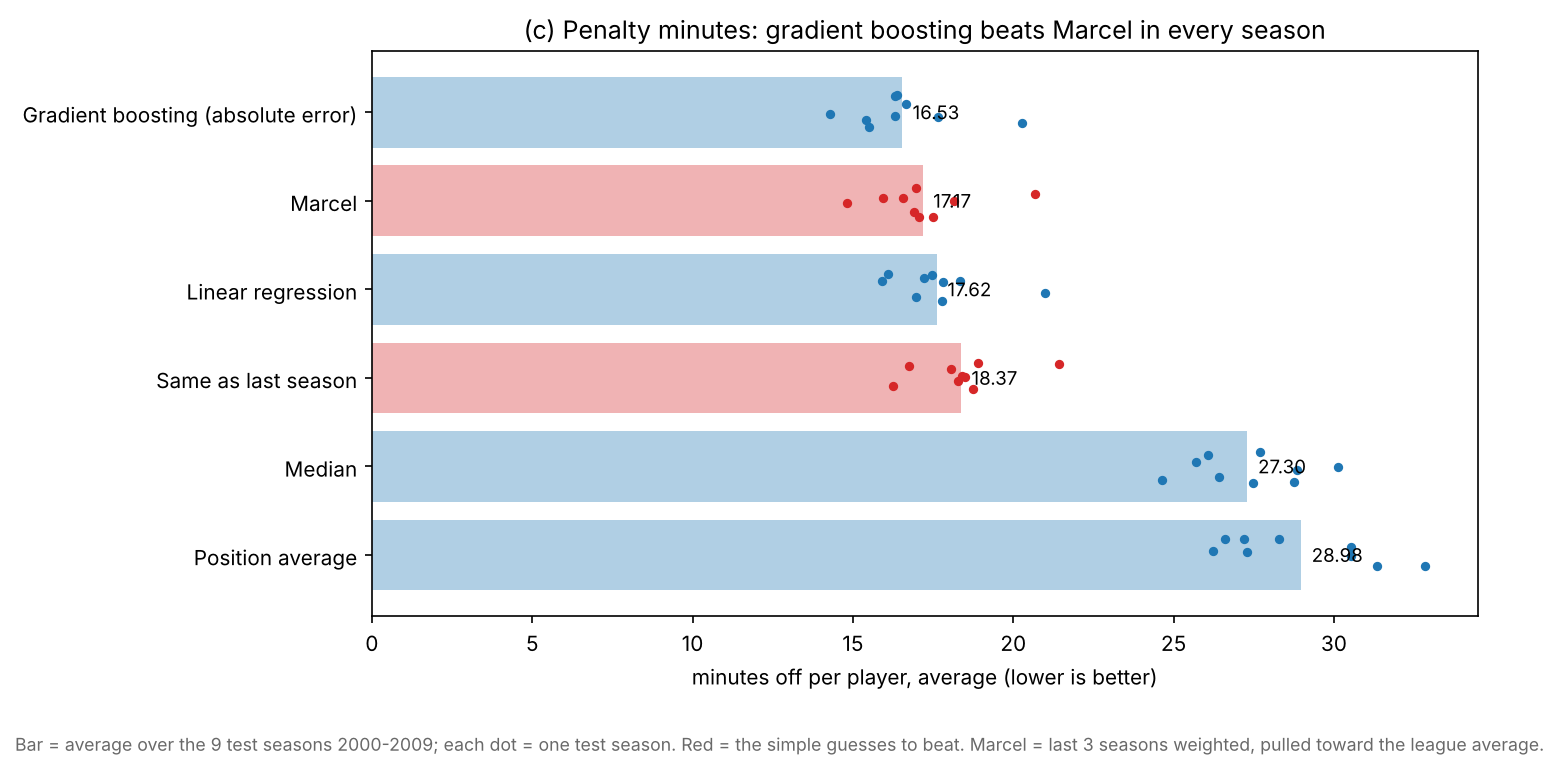 (c) Penalty minutes: gradient boosting beats Marcel in every season
Gradient boosting (absolute error)
16.53
Marcel
17.17
Linear regression
17.62
Same as last season
18.37
Median
27.30
Position average
28.98
0 5 10 15 20 25 30
minutes off per player, average (lower is better)
Bar = average over the 9 test seasons 2000-2009; each dot = one test season. Red = the simple guesses to beat. Marcel = last 3 seasons weighted, pulled toward the league average.